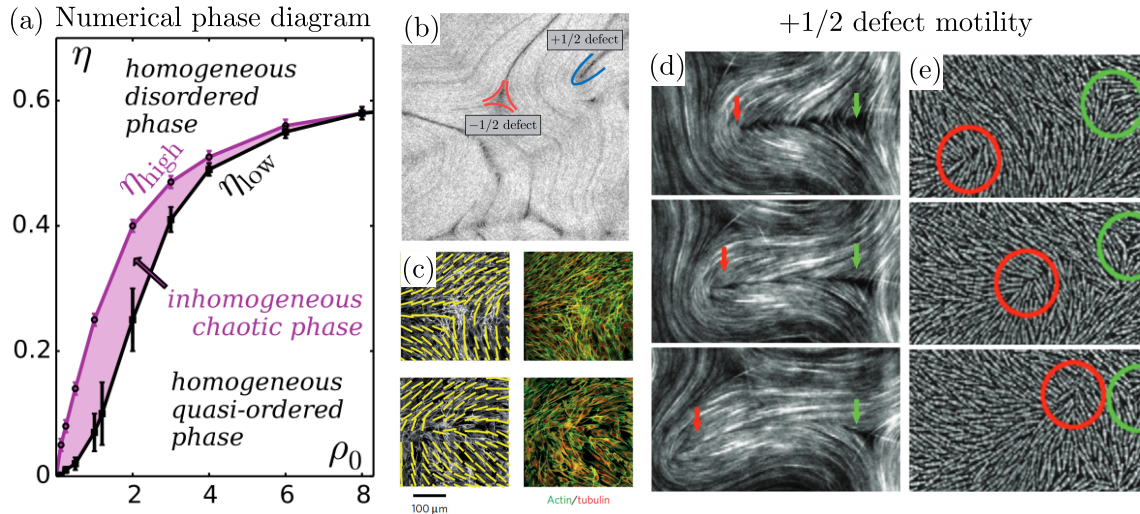 (a) Numerical phase diagram
η
homogeneous
disordered
phase
0.6
η_high
η_low
0.4
inhomogeneous
chaotic phase
0.2
homogeneous
quasi-ordered
phase
ρ₀
0
2
4
6
8
(b)
+1/2 defect
−1/2 defect
(c)
100 µm
Actin/tubulin
+1/2 defect motility
(d)
(e)